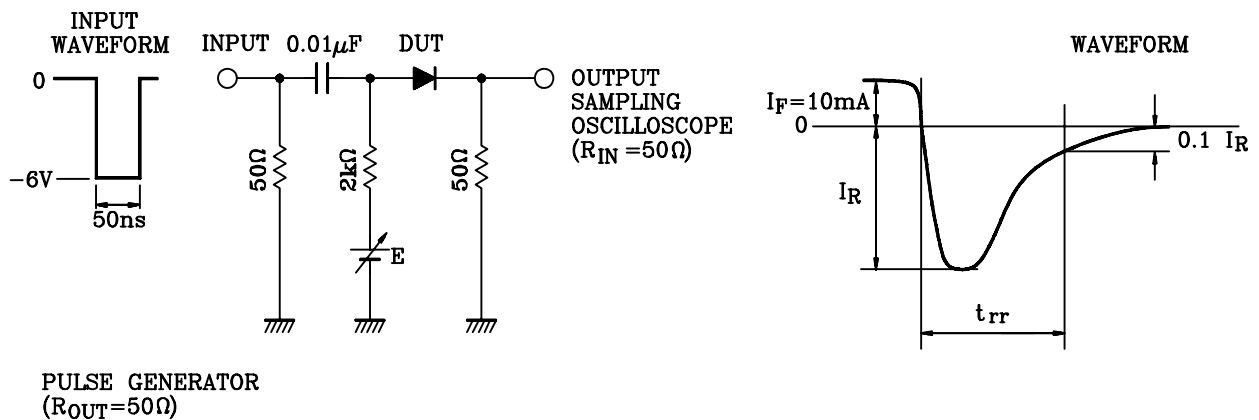 INPUT
WAVEFORM
0
-6V
50ns
INPUT
0.01μF
DUT
50Ω
2kΩ
E
50Ω
OUTPUT
SAMPLING
OSCILLOSCOPE
(RIN =50Ω)
PULSE GENERATOR
(ROUT=50Ω)
WAVEFORM
IF=10mA
0
IR
0.1 IR
trr